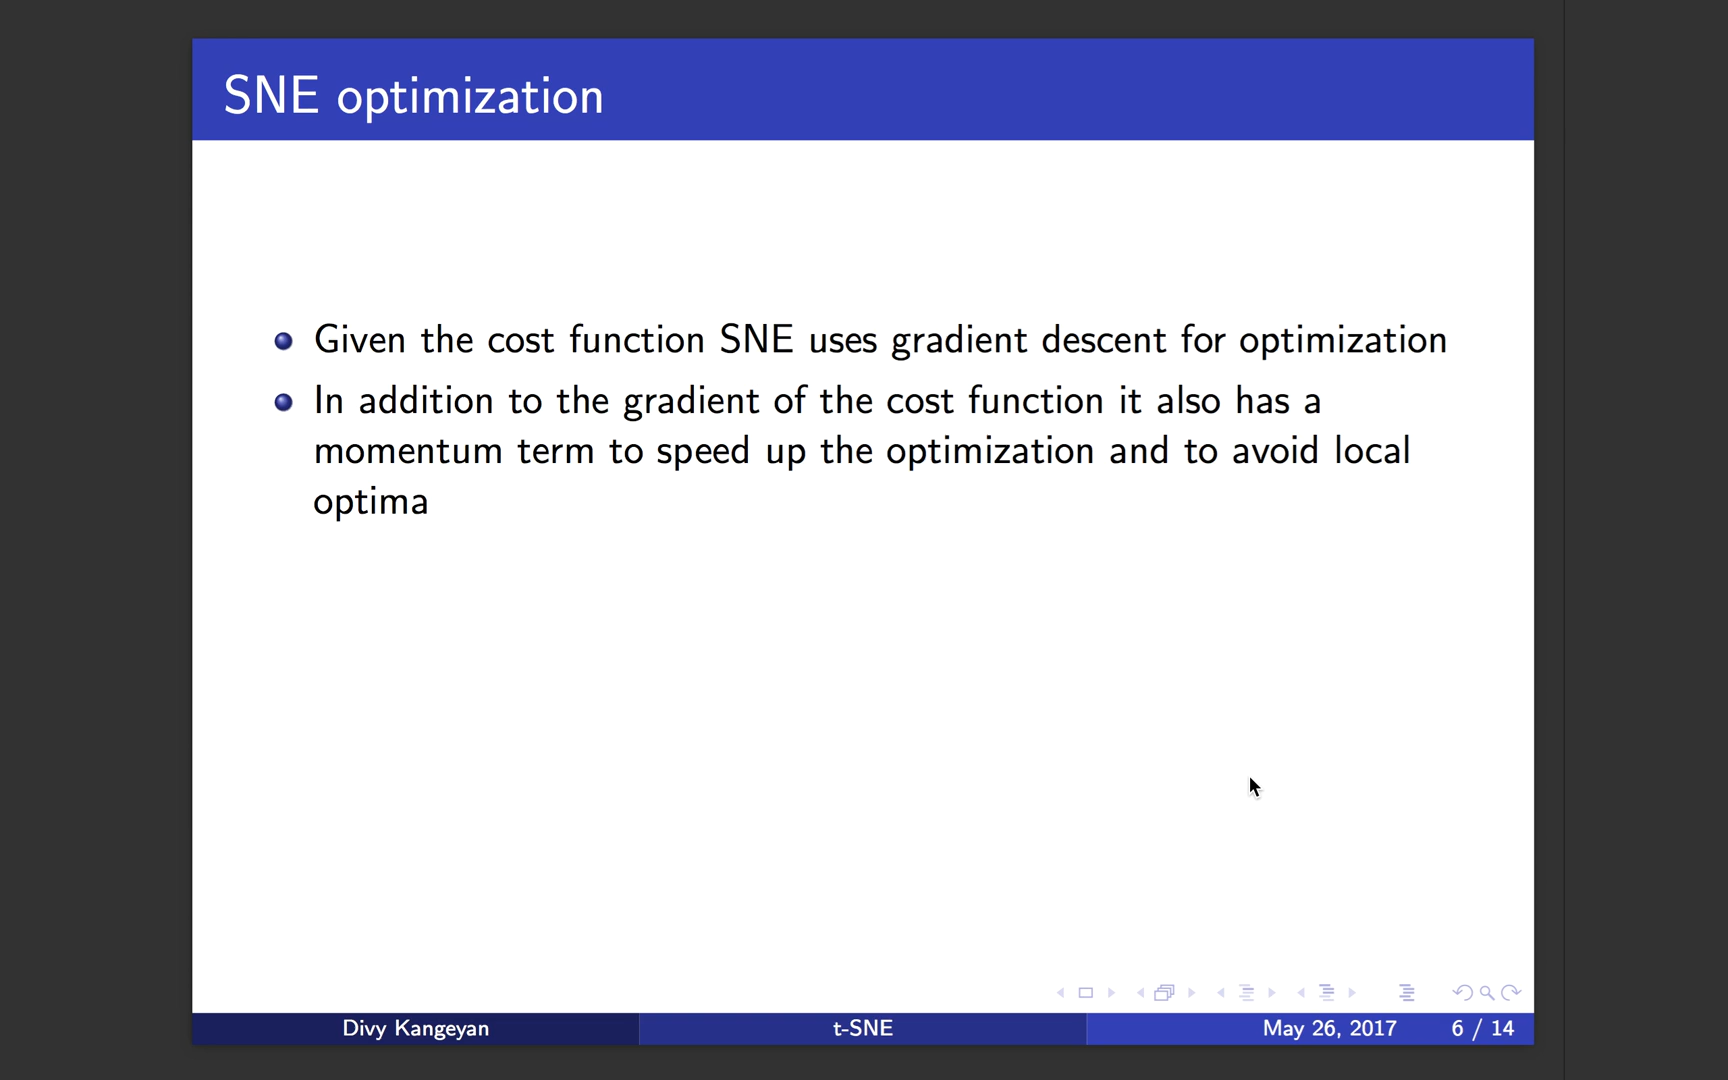 SNE optimization
Given the cost function SNE uses gradient descent for optimization
In addition to the gradient of the cost function it also has a
momentum term to speed up the optimization and to avoid local
optima
Divy Kangeyan t-SNE May 26, 2017 6 / 14